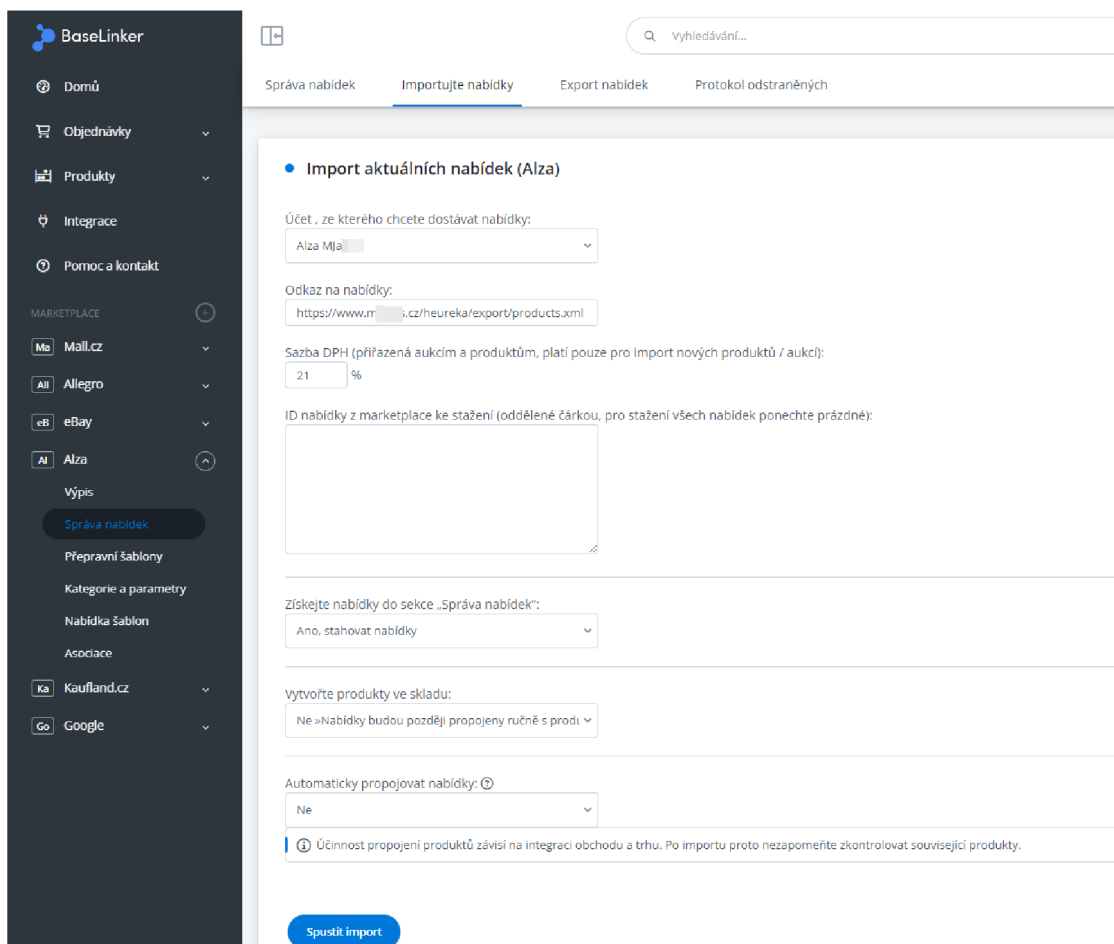 BaseLinker
Vyhledávání...
Domů
Objednávky
Produkty
Integrace
Pomoc a kontakt
MARKETPLACE
Ma Mall.cz
All Allegro
eB eBay
Al Alza
Výpis
Správa nabídek
Přepravní šablony
Kategorie a parametry
Nabídka šablon
Asociace
Ka Kaufland.cz
Go Google
Správa nabídek Importujte nabídky Export nabídek Protokol odstraněných
Import aktuálních nabídek (Alza)
Účet , ze kterého chcete dostávat nabídky:
Alza MJa
Odkaz na nabídky:
https://www.m s.cz/heureka/export/products.xml
Sazba DPH (přiřazená aukcím a produktům, platí pouze pro import nových produktů / aukcí):
21 %
ID nabídky z marketplace ke stažení (oddělené čárkou, pro stažení všech nabídek ponechte prázdné):
Získejte nabídky do sekce „Správa nabídek“:
Ano, stahovat nabídky
Vytvořte produkty ve skladu:
Ne »Nabídky budou později propojeny ručně s produ
Automaticky propojovat nabídky:
Ne
Účinnost propojení produktů závisí na integraci obchodu a trhu. Po importu proto nezapomeňte zkontrolovat související produkty.
Spustit import